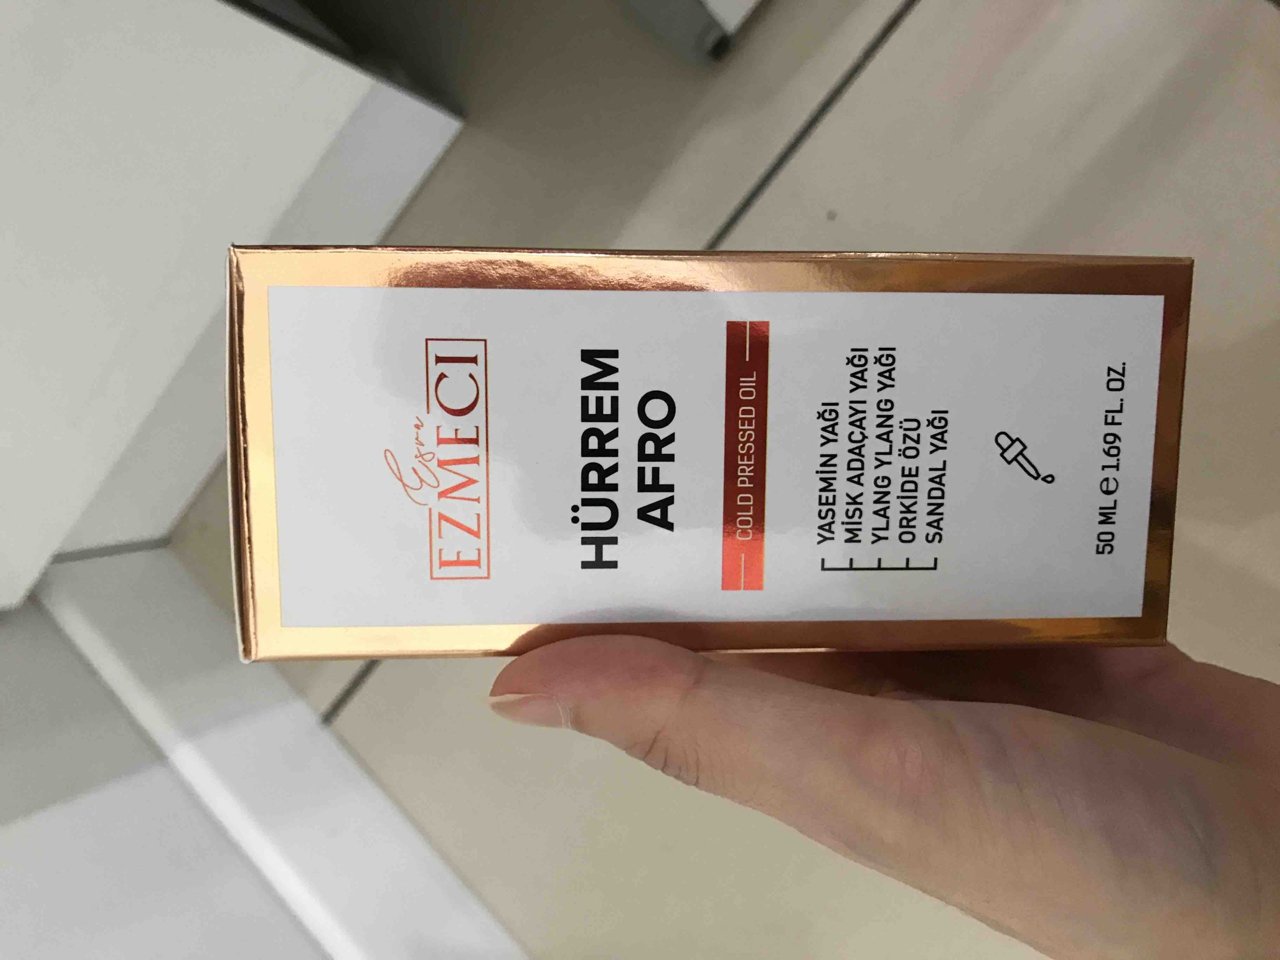 Esra
EZMECI
HÜRREM
AFRO
COLD PRESSED OIL
YASEMİN YAĞI
MİSK ADAÇAYI YAĞI
YLANG YLANG YAĞI
ORKİDE ÖZÜ
SANDAL YAĞI
50 ML ℮ 1.69 FL. OZ.